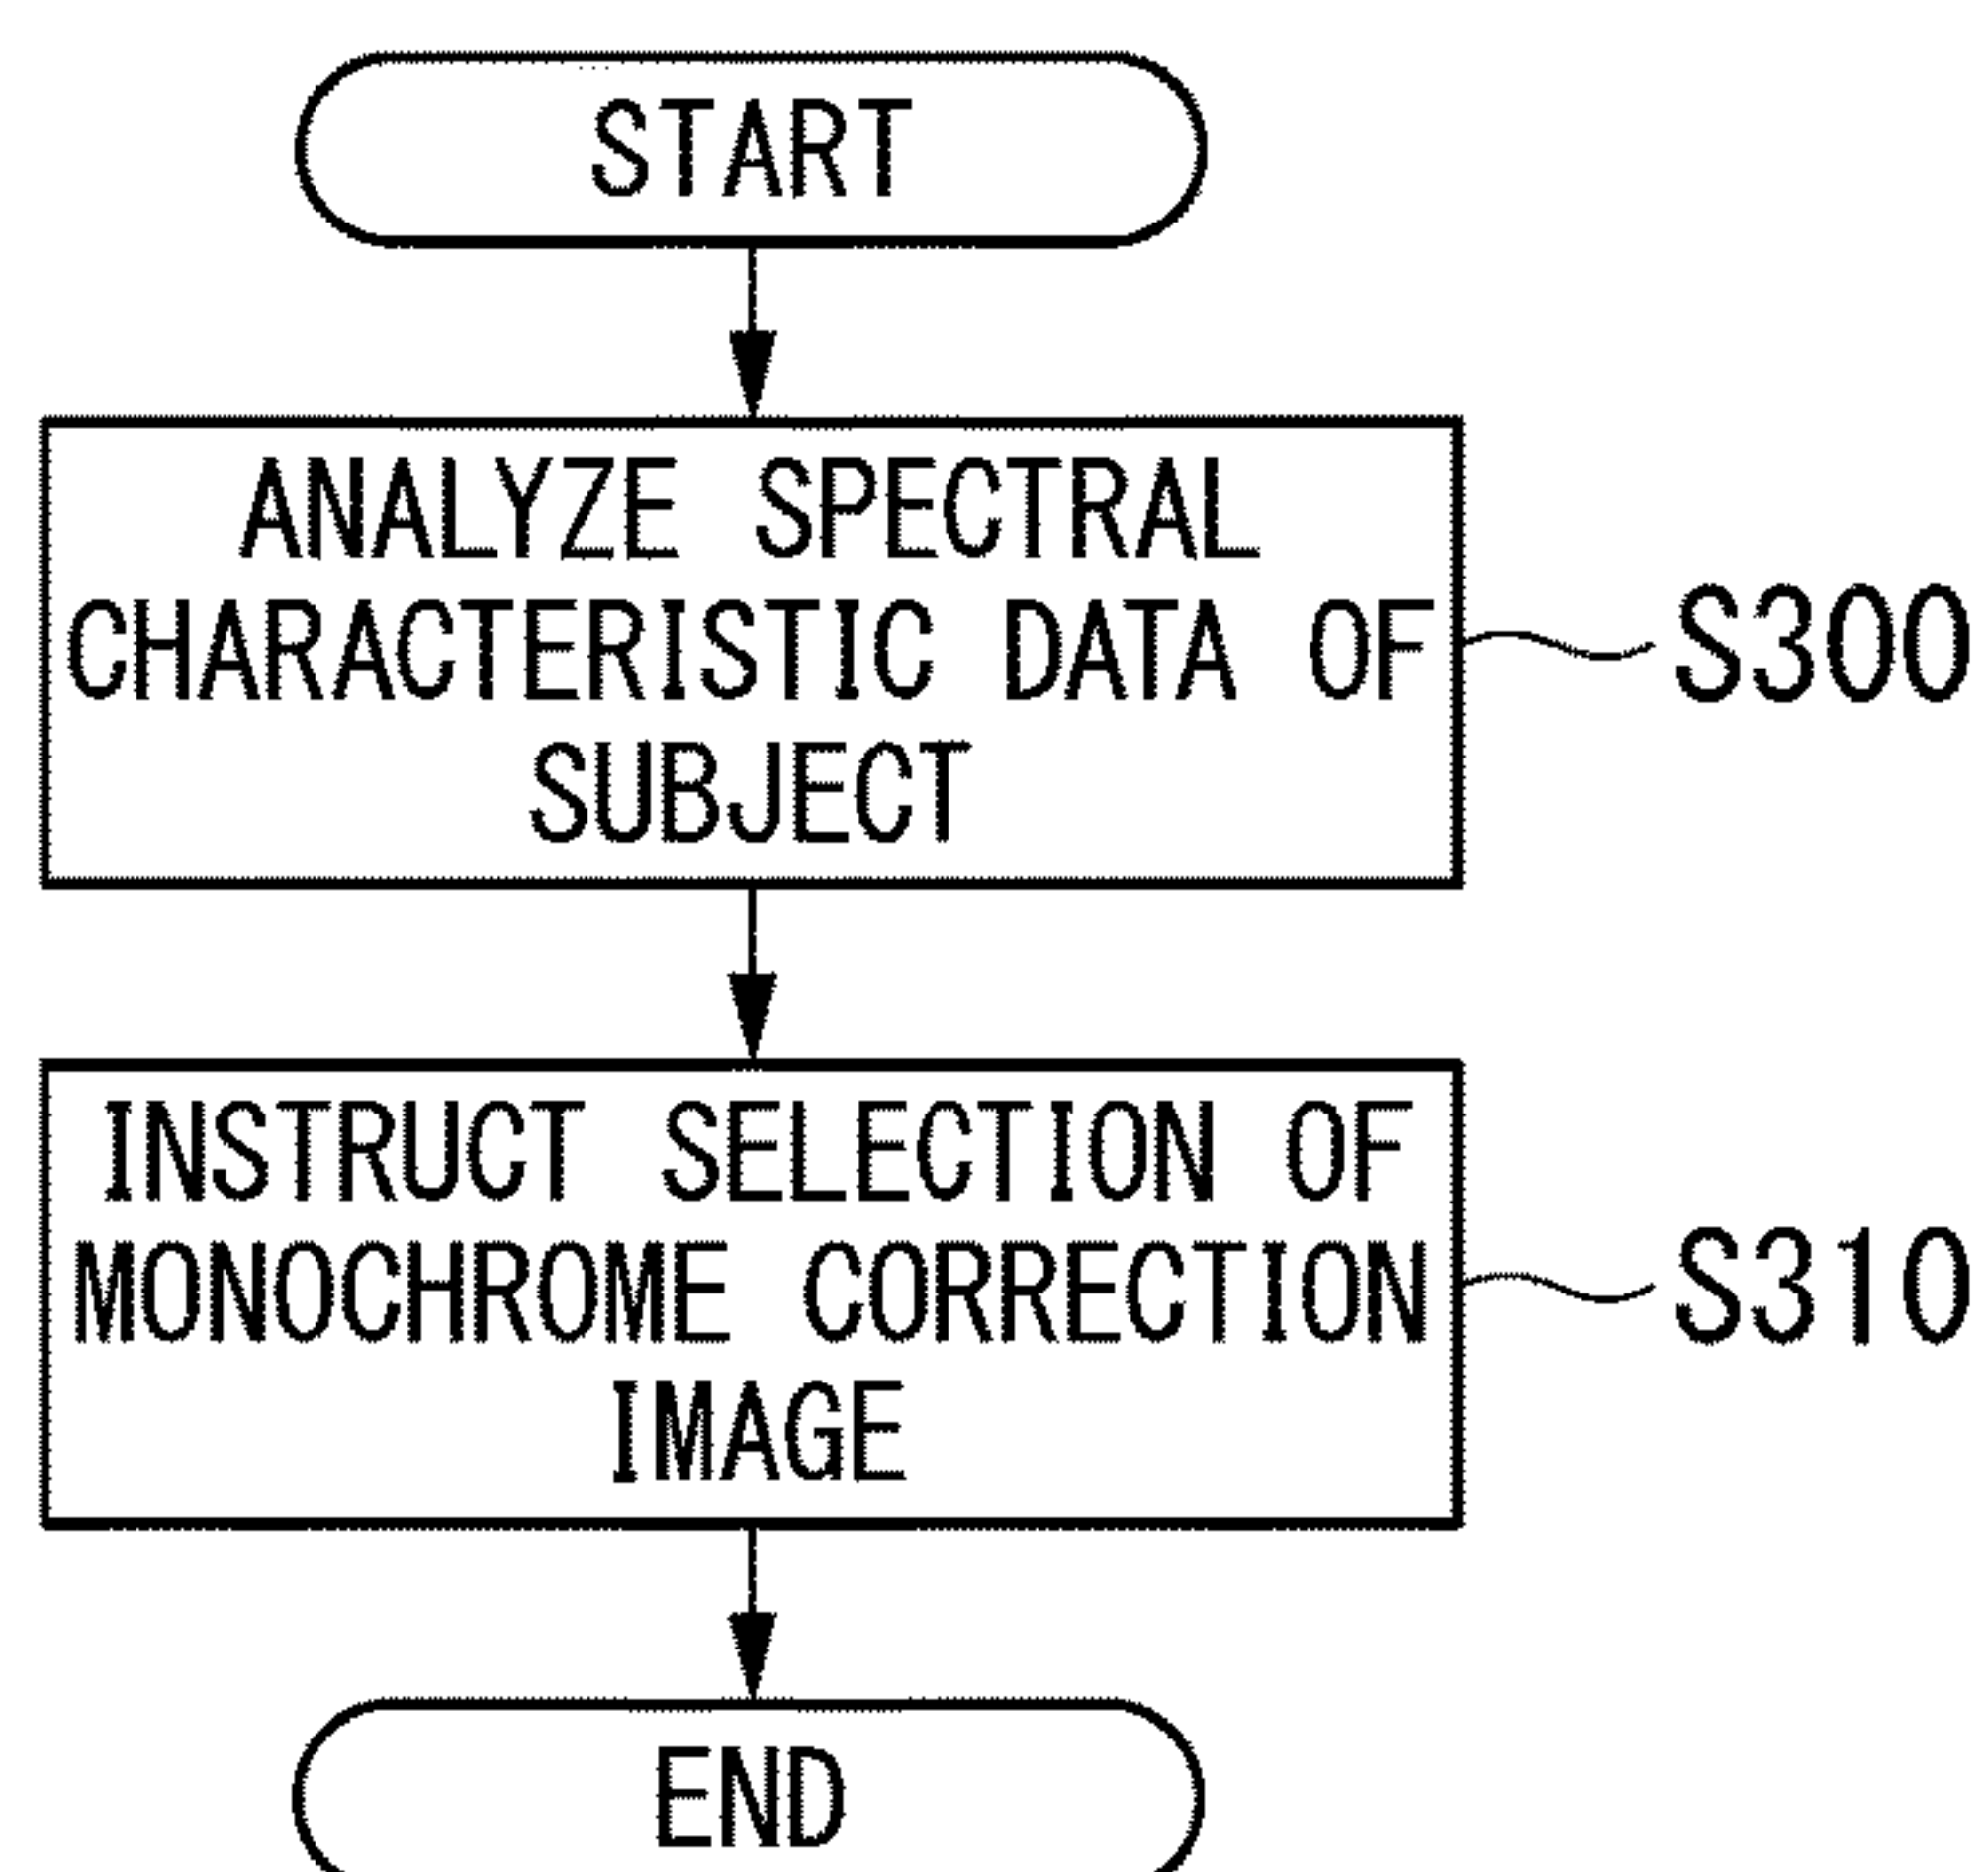 START
ANALYZE SPECTRAL
CHARACTERISTIC DATA OF
SUBJECT
S300
INSTRUCT SELECTION OF
MONOCHROME CORRECTION
IMAGE
S310
END